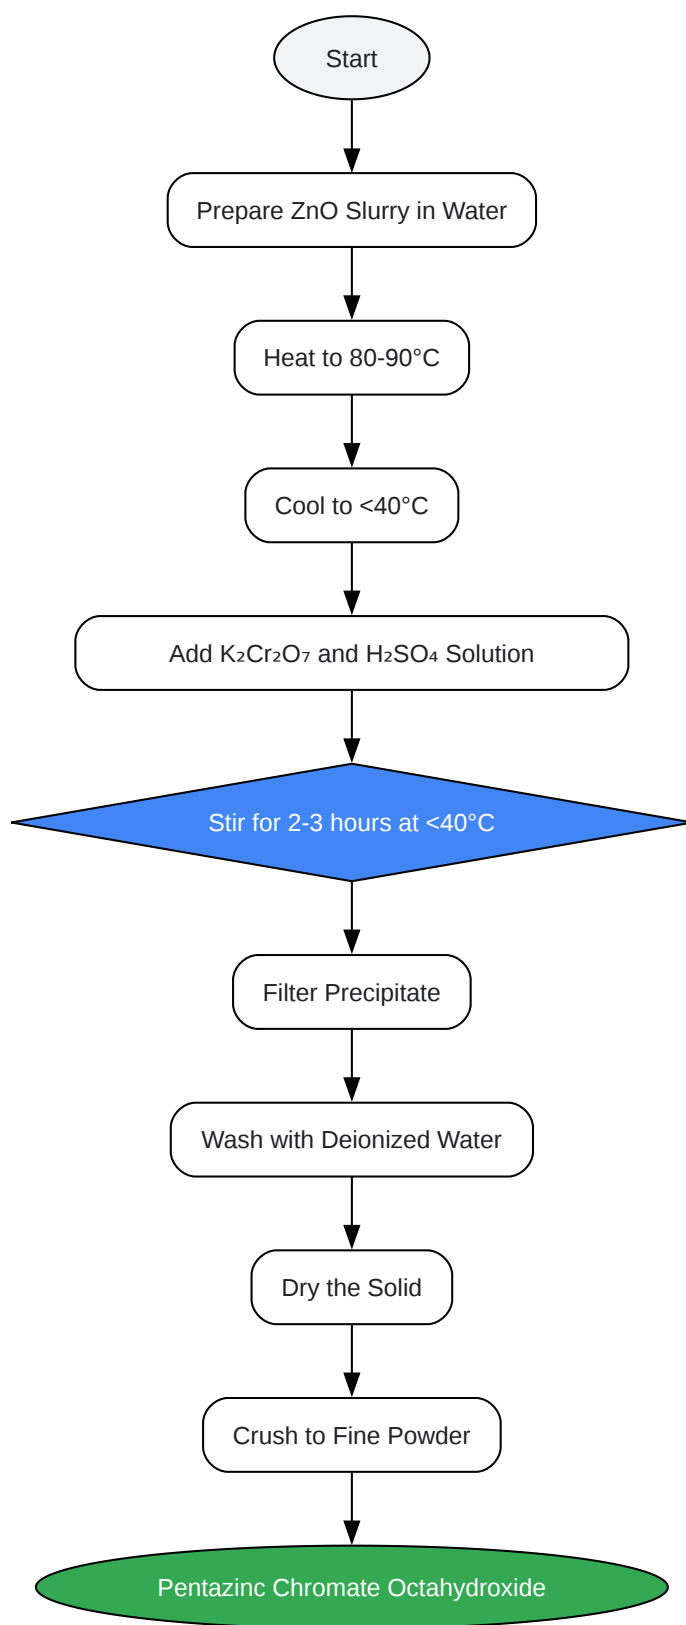 Start
Prepare ZnO Slurry in Water
Heat to 80-90°C
Cool to <40°C
Add K₂Cr₂O₇ and H₂SO₄ Solution
Stir for 2-3 hours at <40°C
Filter Precipitate
Wash with Deionized Water
Dry the Solid
Crush to Fine Powder
Pentazinc Chromate Octahydroxide